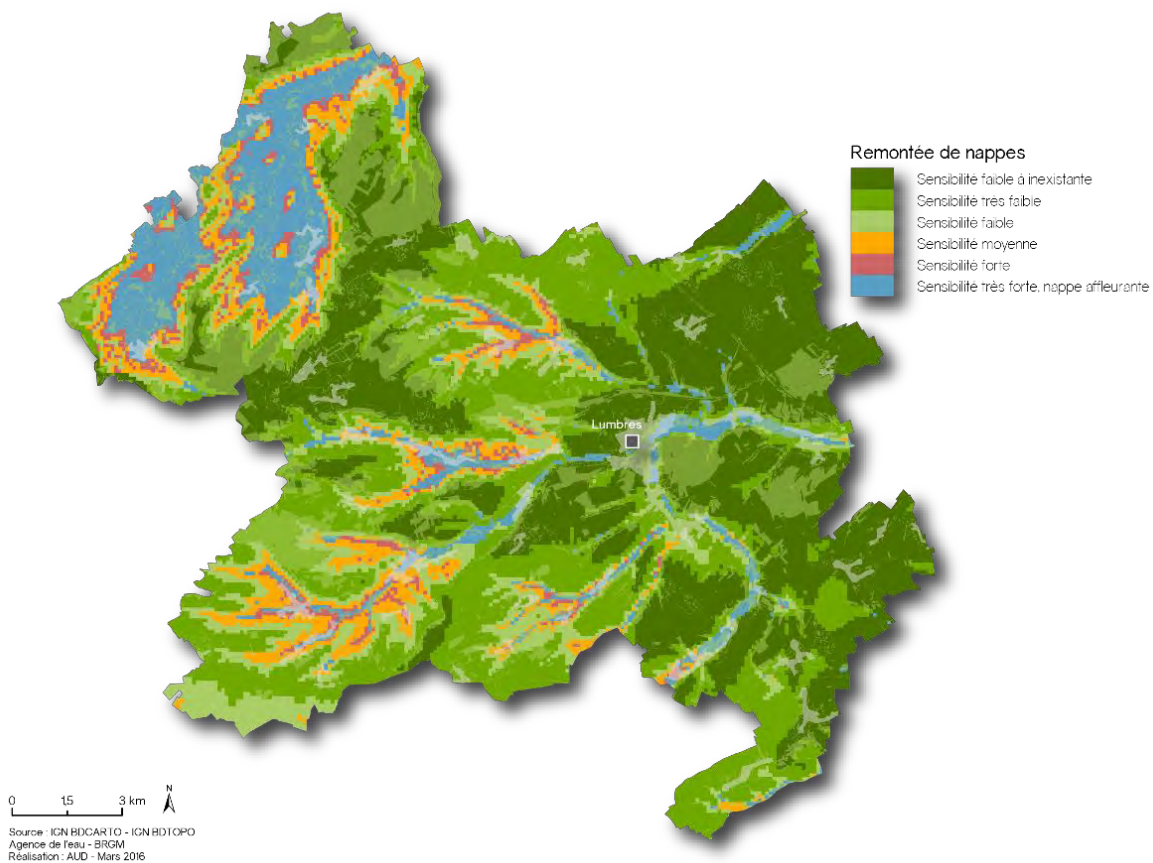 Remontée de nappes
Sensibilité faible à inexistante
Sensibilité très faible
Sensibilité faible
Sensibilité moyenne
Sensibilité forte
Sensibilité très forte, nappe affleurante
Lumbres
0 1,5 3 km
N
Source : IGN BDCARTO - IGN BDTOPO
Agence de l'eau - BRGM
Réalisation : AUD - Mars 2016